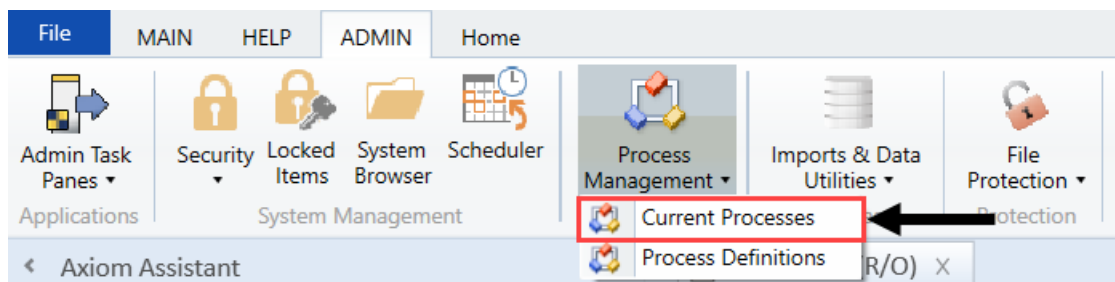 File MAIN HELP ADMIN Home
Admin Task Panes
Security
Locked Items
System Browser
Scheduler
Process Management
Imports & Data Utilities
File Protection
Applications
System Management
Protection
Current Processes
Process Definitions
Axiom Assistant
R/O)